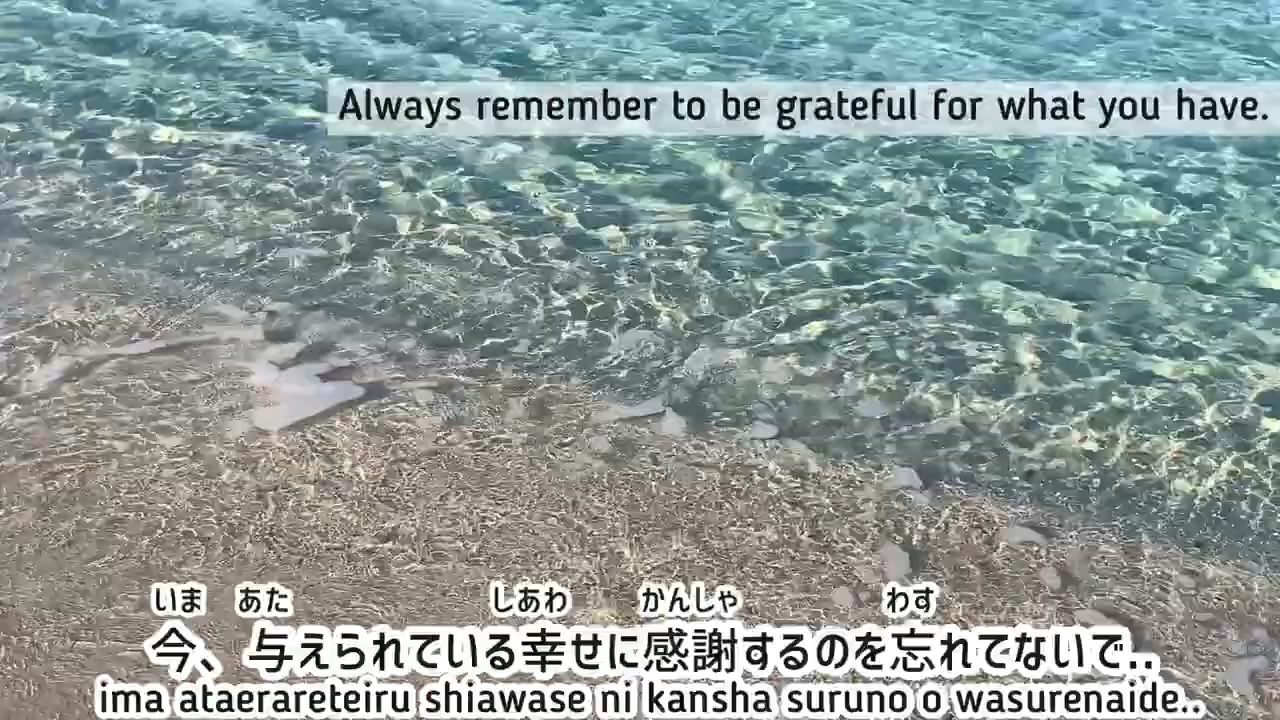 Always remember to be grateful for what you have.
いま あた しあわ かんしゃ わす
今、与えられている幸せに感謝するのを忘れてないで..
ima ataerareteiru shiawase ni kansha suruno o wasurenaide..